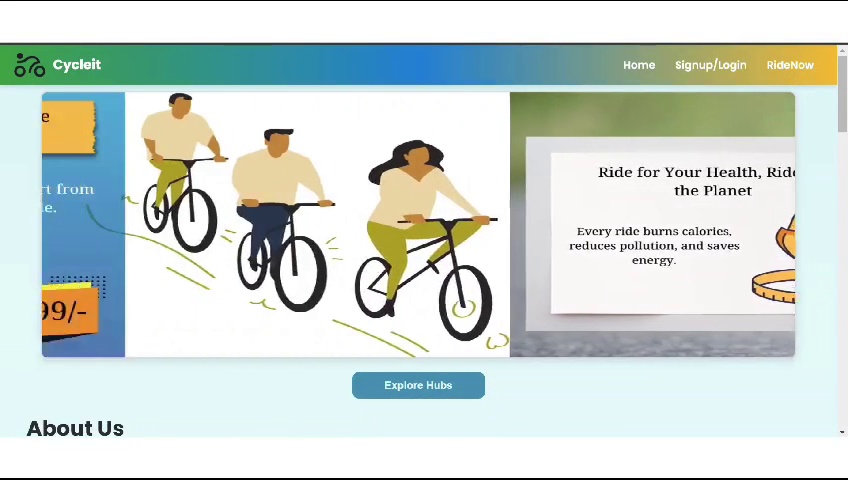 Cycleit
Home Signup/Login RideNow
e
rt from
le.
99/-
Ride for Your Health, Ride
the Planet
Every ride burns calories,
reduces pollution, and saves
energy.
Explore Hubs
About Us